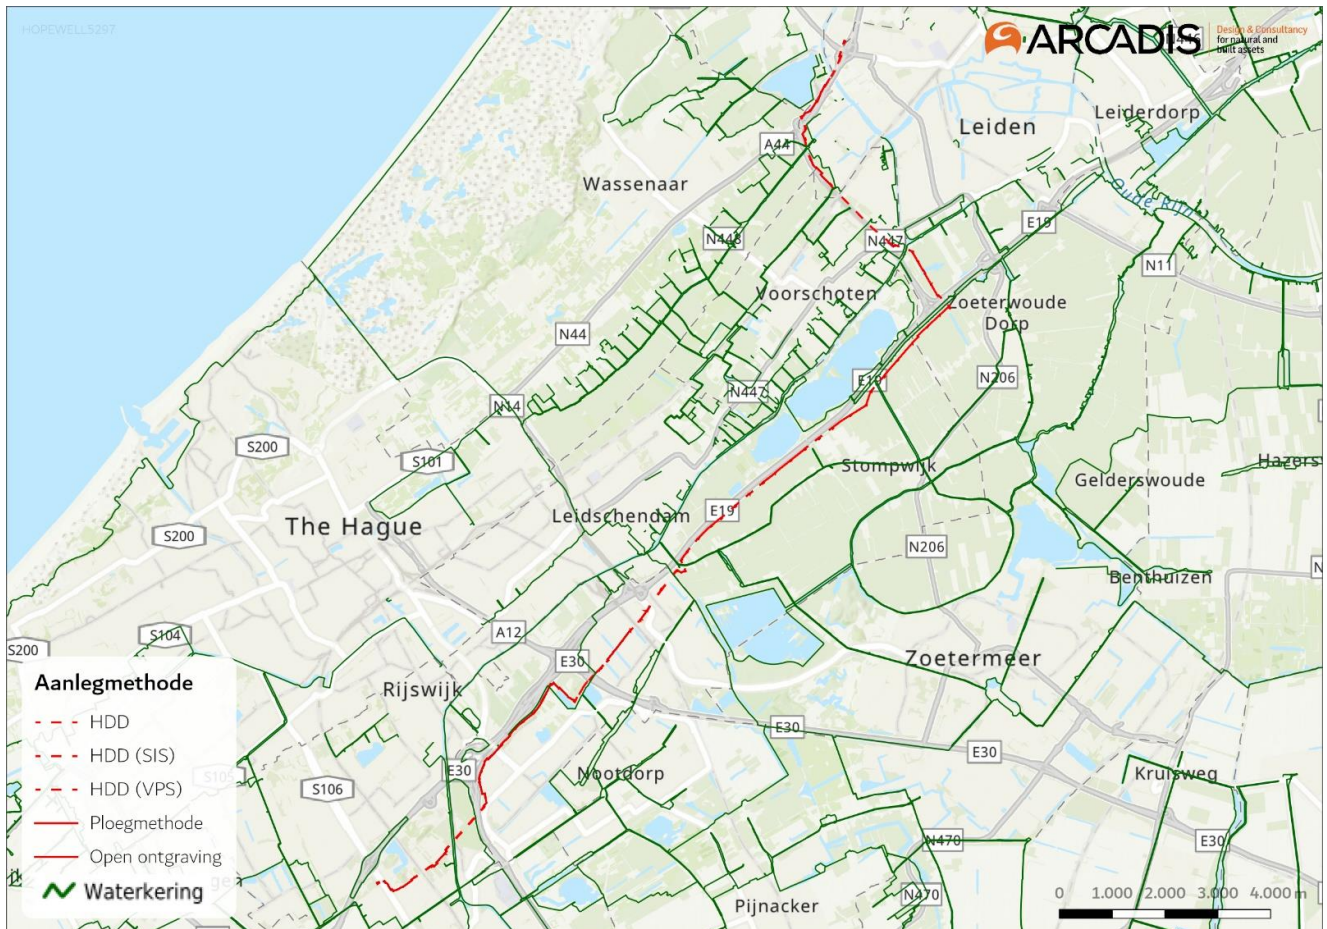 HOPEWELL5297
ARCADIS
Design & Consultancy
for natural and
built assets
N446
Leiderdorp
Leiden
A44
Wassenaar
Oude Rijn
E19
N448
N447
N11
Voorschoten
Zoeterwoude
Dorp
N44
E19
N206
N447
N14
S200
S101
Stompwijk
Hazers
Gelderswoude
The Hague
Leidschendam
E19
S200
N206
Benthuizen
N
S104
A12
S200
E30
Zoetermeer
Rijswijk
E30
E30
Nootdorp
Kruisweg
E30
S106
N470
E30
N470
Pijnacker
Aanlegmethode
HDD
HDD (SIS)
HDD (VPS)
Ploegmethode
Open ontgraving
Waterkering
0 1.000 2.000 3.000 4.000 m